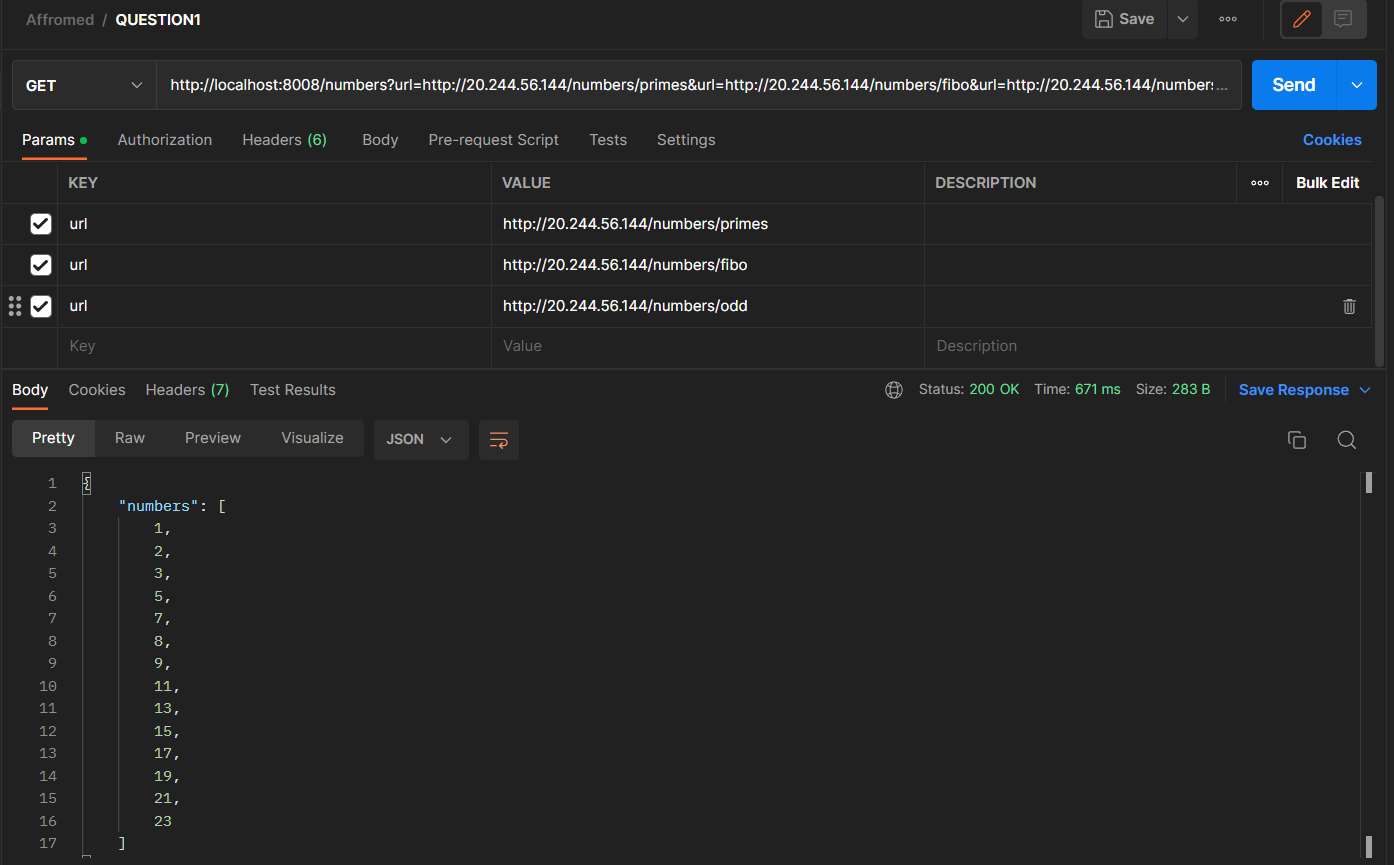 Affromed / QUESTION1
Save
GET http://localhost:8008/numbers?url=http://20.244.56.144/numbers/primes&url=http://20.244.56.144/numbers/fibo&url=http://20.244.56.144/numbers... Send
Params Authorization Headers (6) Body Pre-request Script Tests Settings Cookies
KEY VALUE DESCRIPTION Bulk Edit
url http://20.244.56.144/numbers/primes
url http://20.244.56.144/numbers/fibo
url http://20.244.56.144/numbers/odd
Key Value Description
Body Cookies Headers (7) Test Results Status: 200 OK Time: 671 ms Size: 283 B Save Response
Pretty Raw Preview Visualize JSON
1 {
2 "numbers": [
3 1,
4 2,
5 3,
6 5,
7 7,
8 8,
9 9,
10 11,
11 13,
12 15,
13 17,
14 19,
15 21,
16 23
17 ]